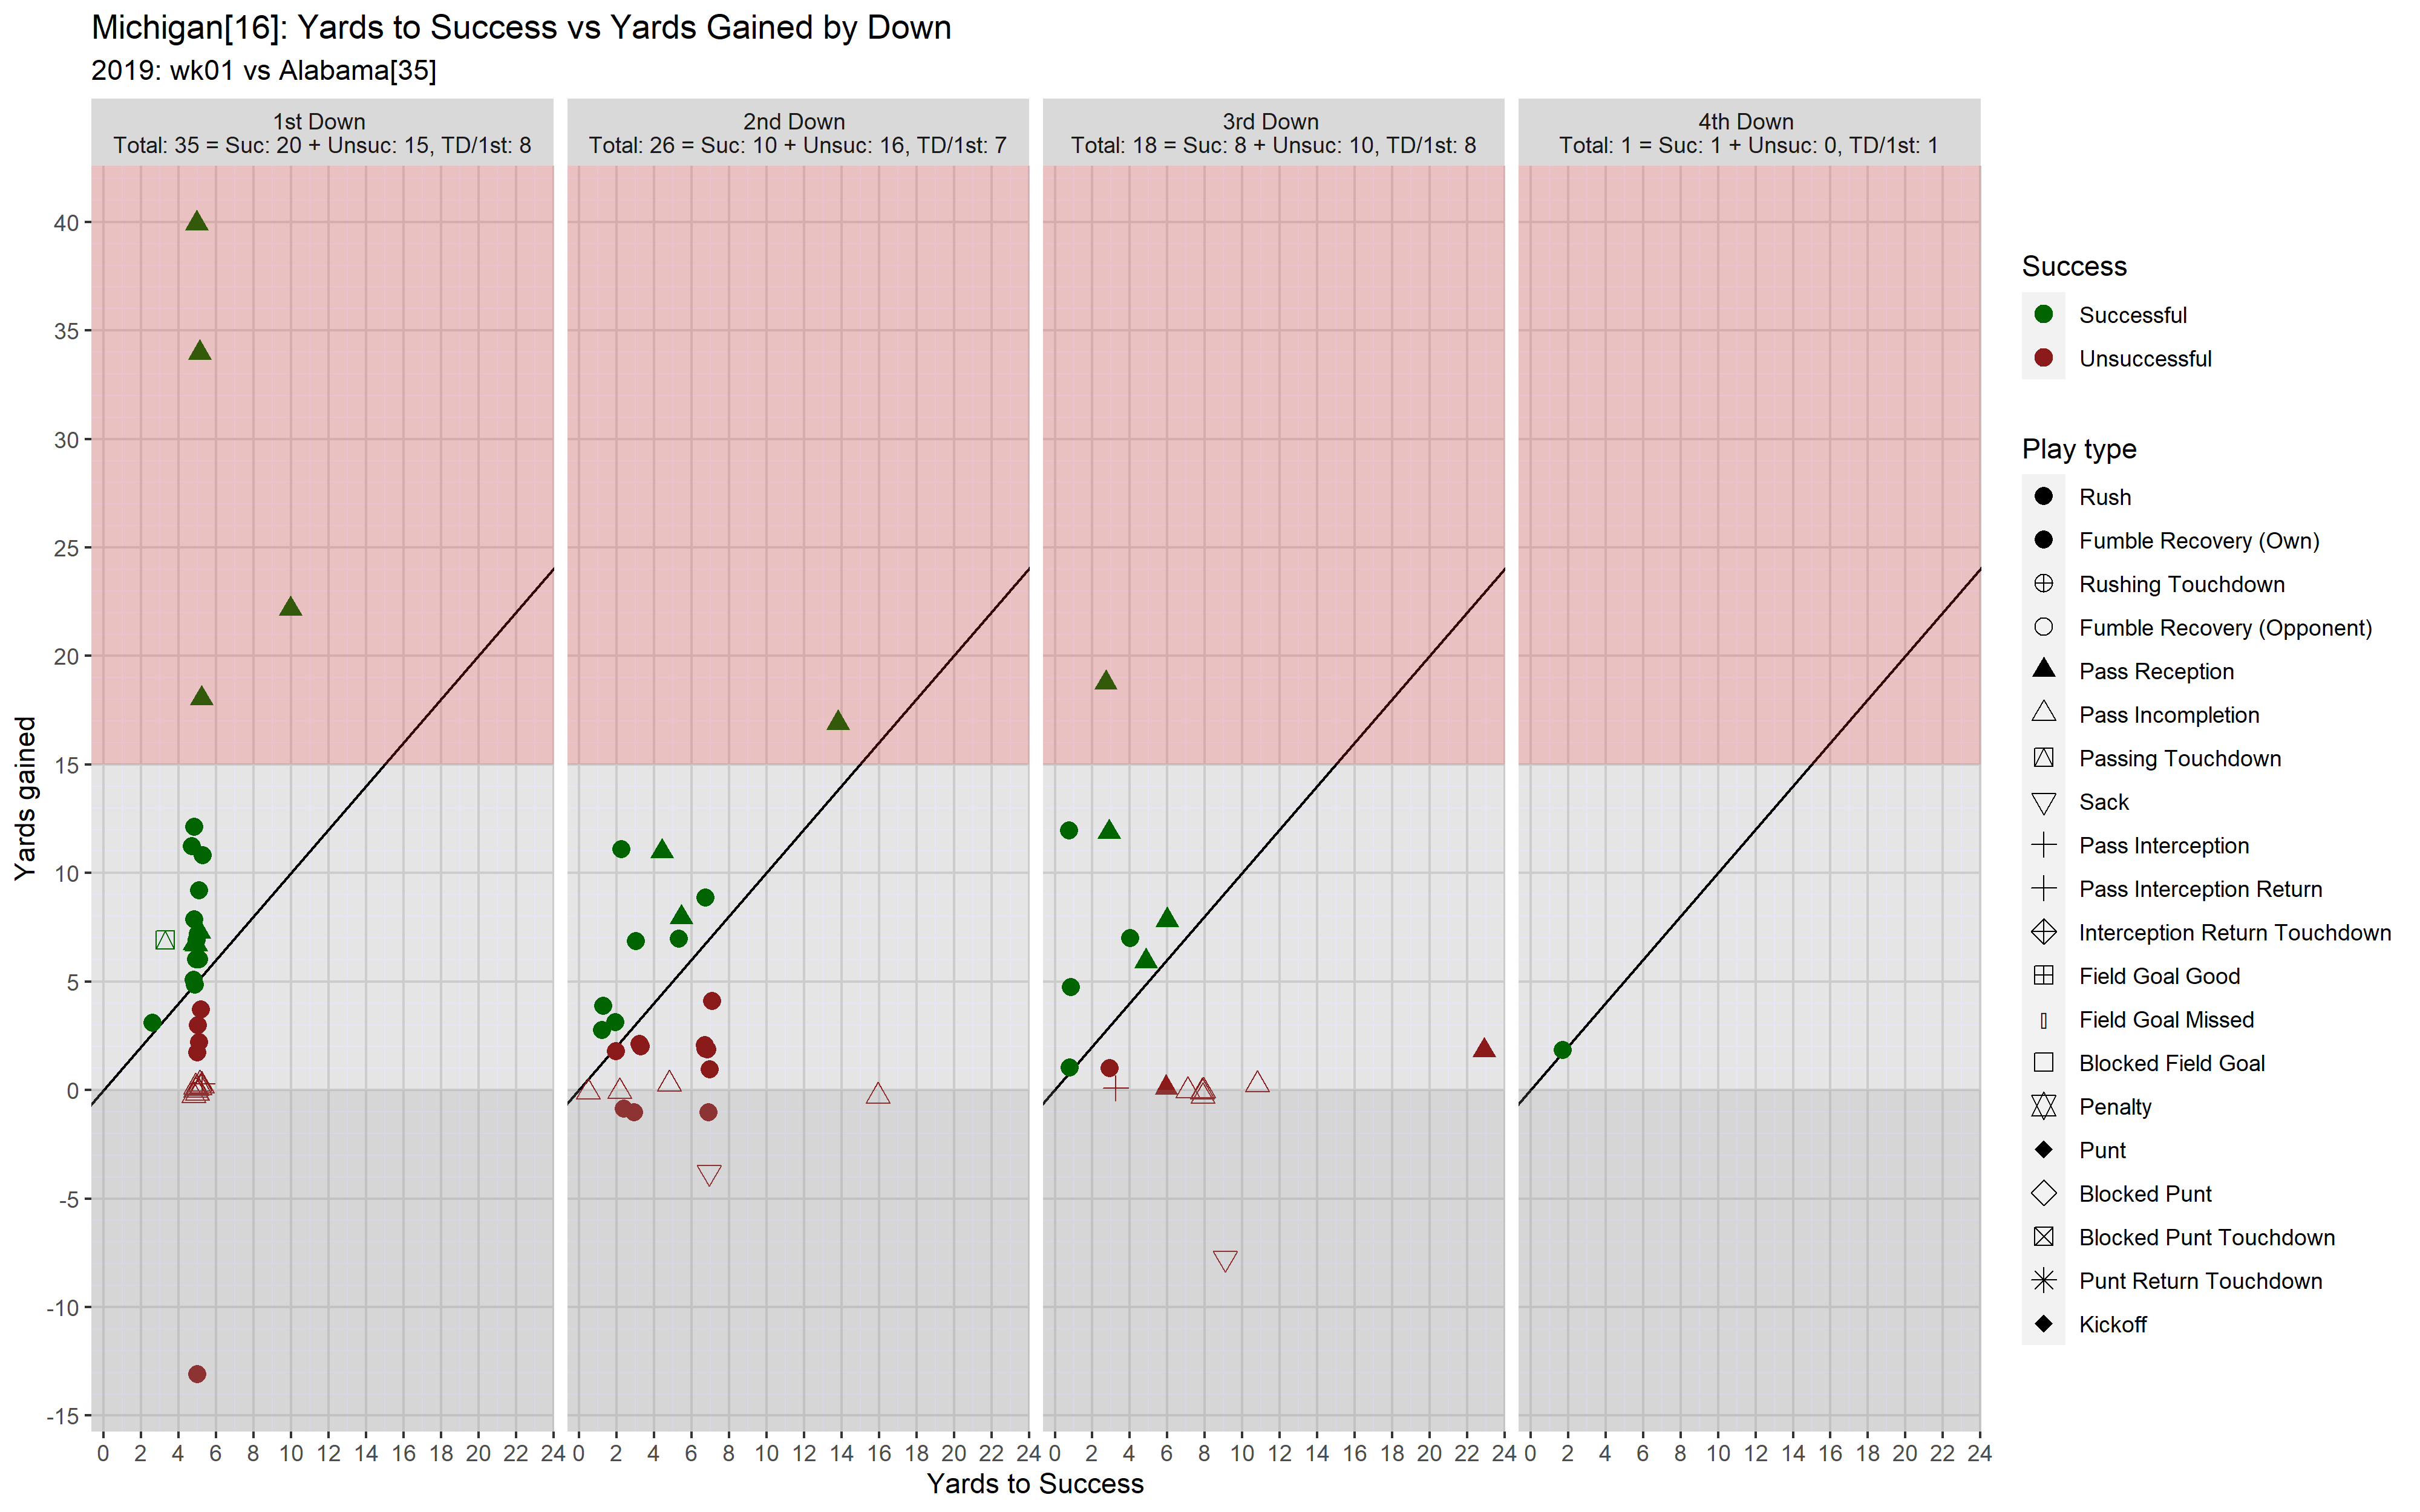 Michigan[16]: Yards to Success vs Yards Gained by Down
2019: wk01 vs Alabama[35]
1st Down
Total: 35 = Suc: 20 + Unsuc: 15, TD/1st: 8
2nd Down
Total: 26 = Suc: 10 + Unsuc: 16, TD/1st: 7
3rd Down
Total: 18 = Suc: 8 + Unsuc: 10, TD/1st: 8
4th Down
Total: 1 = Suc: 1 + Unsuc: 0, TD/1st: 1
Yards gained
40
35
30
25
20
15
10
5
0
-5
-10
-15
0 2 4 6 8 10 12 14 16 18 20 22 24
0 2 4 6 8 10 12 14 16 18 20 22 24
0 2 4 6 8 10 12 14 16 18 20 22 24
0 2 4 6 8 10 12 14 16 18 20 22 24
Yards to Success
Success
Successful
Unsuccessful
Play type
Rush
Fumble Recovery (Own)
Rushing Touchdown
Fumble Recovery (Opponent)
Pass Reception
Pass Incompletion
Passing Touchdown
Sack
Pass Interception
Pass Interception Return
Interception Return Touchdown
Field Goal Good
Field Goal Missed
Blocked Field Goal
Penalty
Punt
Blocked Punt
Blocked Punt Touchdown
Punt Return Touchdown
Kickoff